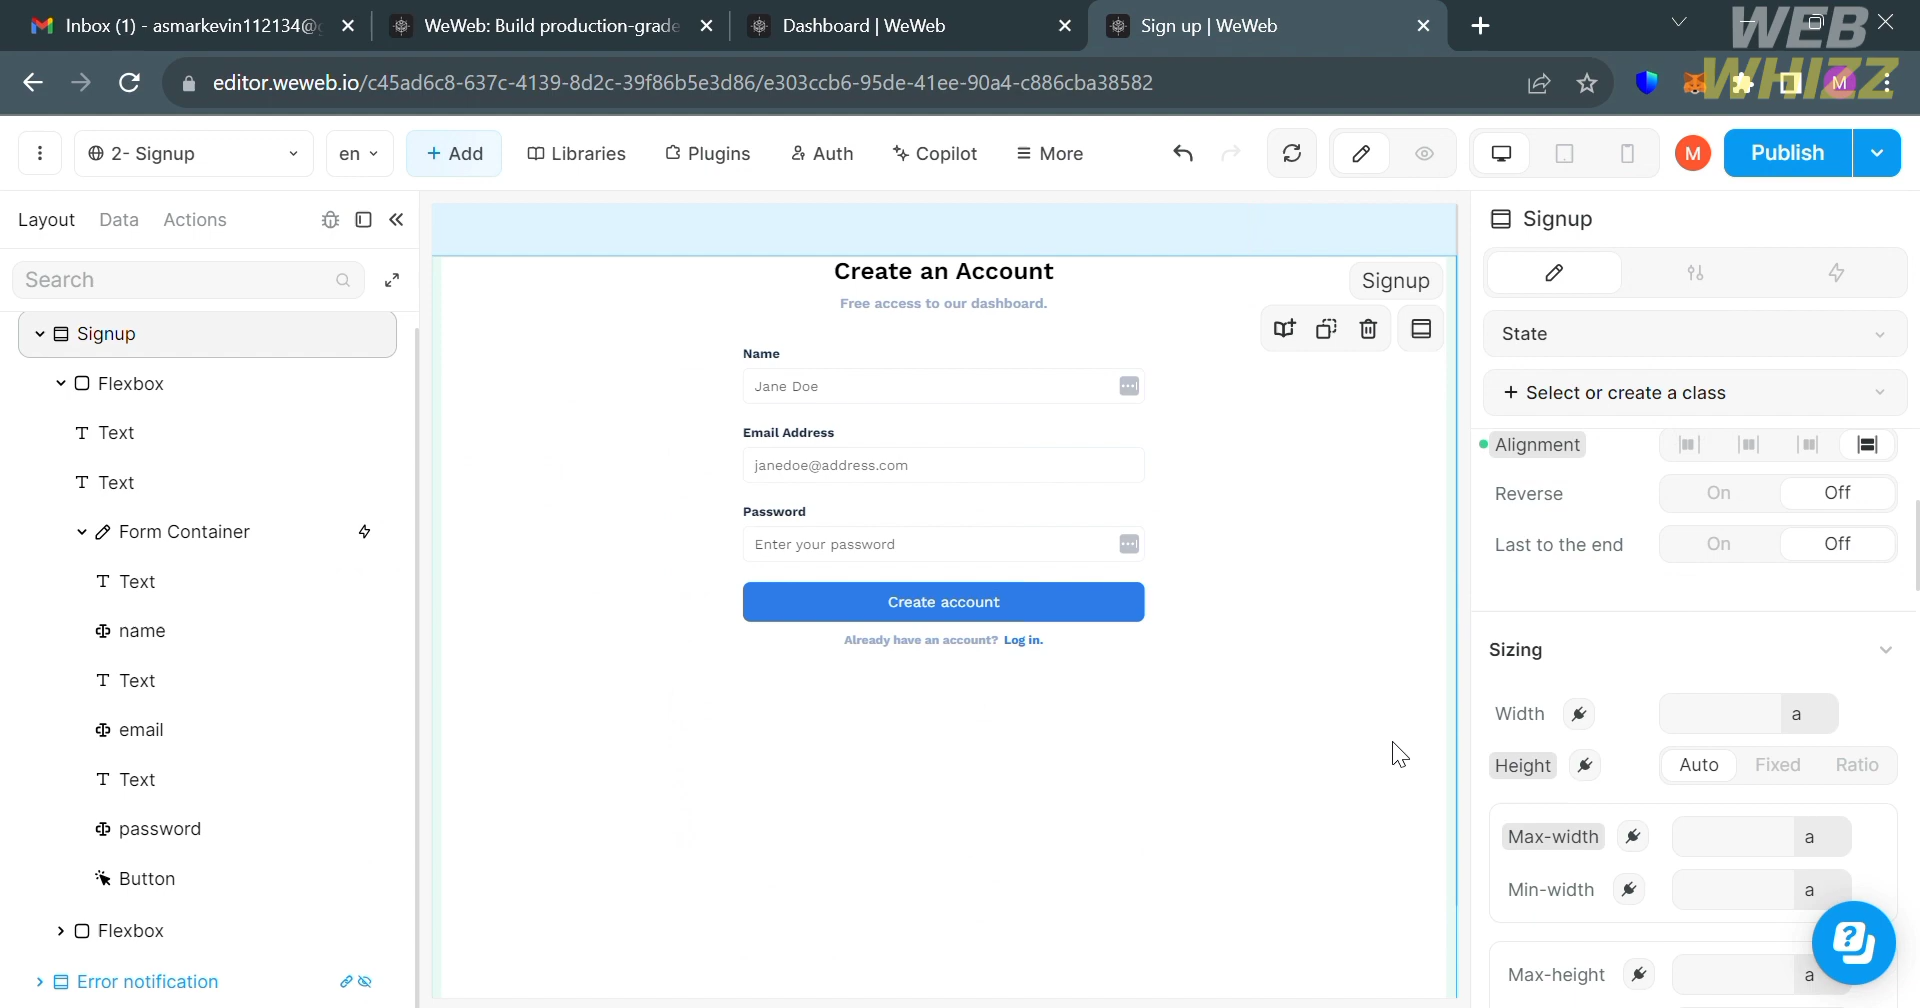 Inbox (1) - asmarkevin112134@g
WeWeb: Build production-grade
Dashboard | WeWeb
Sign up | WeWeb
WEB
WHIZZ
editor.weweb.io/c45ad6c8-637c-4139-8d2c-39f86b5e3d86/e303ccb6-95de-41ee-90a4-c886cba38582
M
2- Signup
en
+ Add
Libraries
Plugins
Auth
Copilot
More
M
Publish
Layout
Data
Actions
Search
Signup
Flexbox
T Text
T Text
Form Container
T Text
name
T Text
email
T Text
password
Button
Flexbox
Error notification
Create an Account
Free access to our dashboard.
Signup
Name
Jane Doe
Email Address
janedoe@address.com
Password
Enter your password
Create account
Already have an account? Log in.
Signup
State
+ Select or create a class
Alignment
Reverse
On
Off
Last to the end
On
Off
Sizing
Width
a
Height
Auto
Fixed
Ratio
Max-width
a
Min-width
a
Max-height
a
?